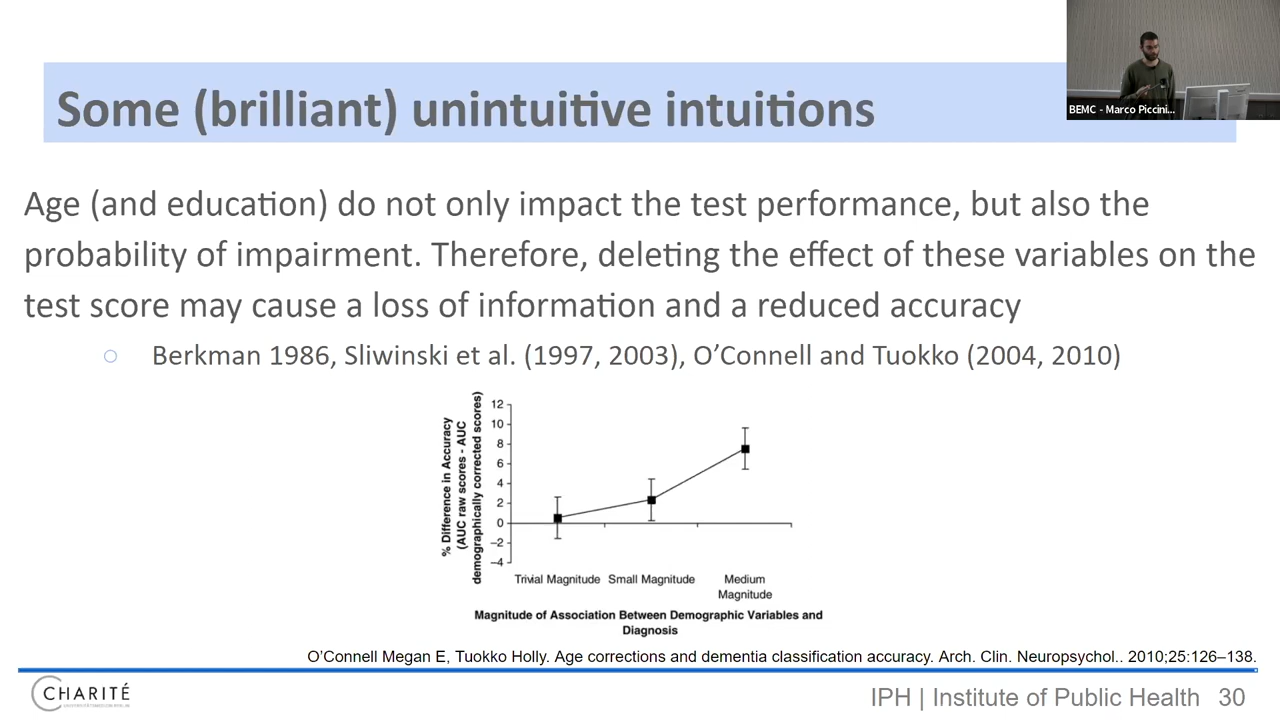 BEMC - Marco Piccini...
Some (brilliant) unintuitive intuitions
Age (and education) do not only impact the test performance, but also the
probability of impairment. Therefore, deleting the effect of these variables on the
test score may cause a loss of information and a reduced accuracy
○ Berkman 1986, Sliwinski et al. (1997, 2003), O’Connell and Tuokko (2004, 2010)
% Difference in Accuracy
(AUC raw scores - AUC
demographically corrected scores)
12
10
8
6
4
2
0
–2
–4
Trivial Magnitude Small Magnitude Medium
Magnitude
Magnitude of Association Between Demographic Variables and
Diagnosis
O’Connell Megan E, Tuokko Holly. Age corrections and dementia classification accuracy. Arch. Clin. Neuropsychol.. 2010;25:126–138.
CHARITÉ
UNIVERSITÄTSMEDIZIN BERLIN
IPH | Institute of Public Health 30